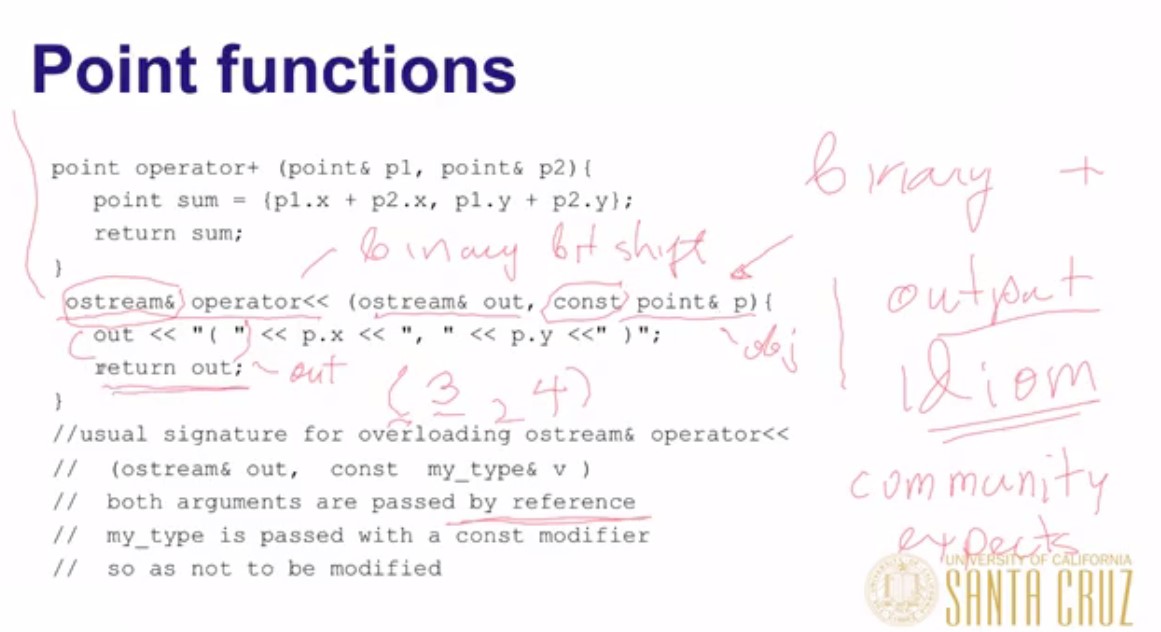 Point functions
point operator+ (point& p1, point& p2){
point sum = {p1.x + p2.x, p1.y + p2.y};
return sum;
}
binary +
binary bit shift
ostream& operator<< (ostream& out, const point& p){
out << "( " << p.x << ", " << p.y <<" )";
return out;
}
~ out
~ obj
(3, 4)
output
Idiom
community
expects
//usual signature for overloading ostream& operator<<
// (ostream& out, const my_type& v )
// both arguments are passed by reference
// my_type is passed with a const modifier
// so as not to be modified
UNIVERSITY OF CALIFORNIA
SANTA CRUZ